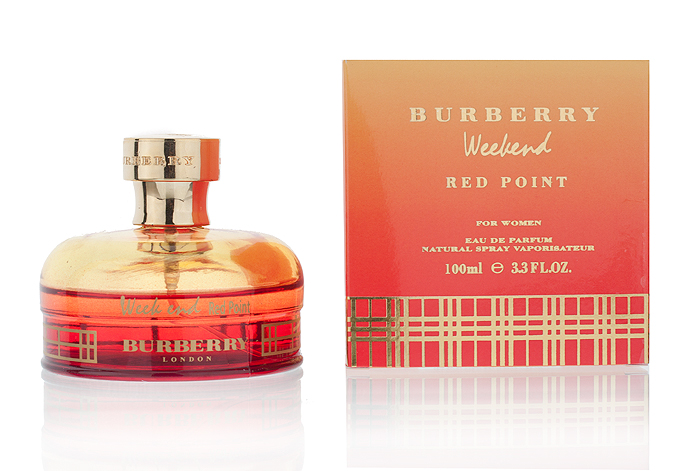 URBERRY
Week end Red Point
BURBERRY
LONDON
BURBERRY
Weekend
RED POINT
FOR WOMEN
EAU DE PARFUM
NATURAL SPRAY VAPORISATEUR
100ml ℮ 3.3 FL.OZ.